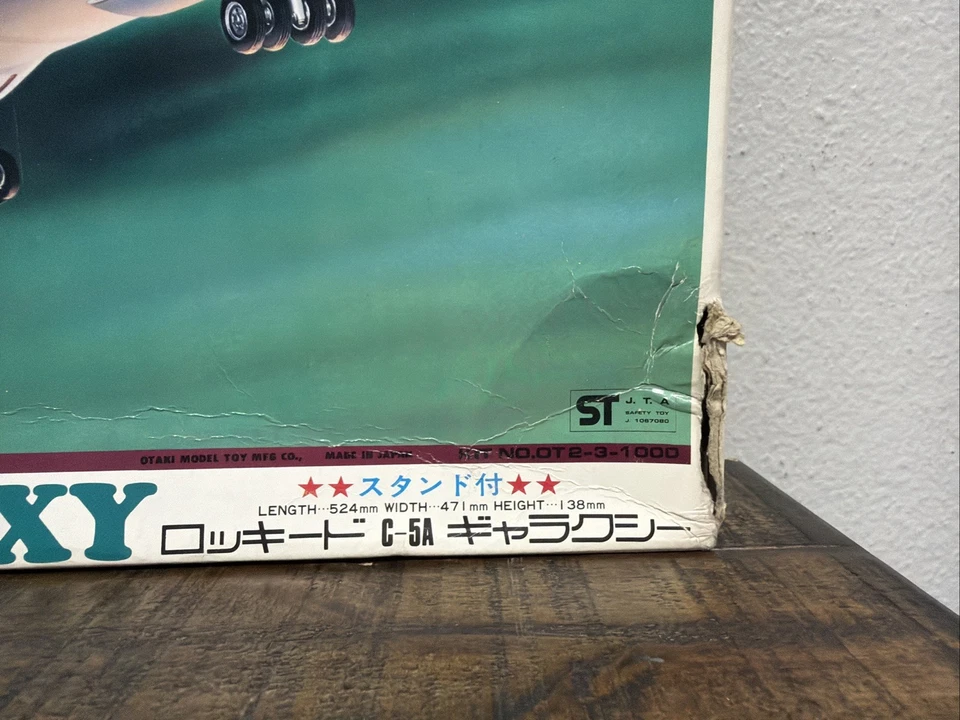 ST J. T. A
SAFETY TOY
J. 1087080
OTAKI MODEL TOY MFG CO., MADE IN JAPAN KIT NO.OT2-3-1000
★★スタンド付★★
LENGTH…524mm WIDTH…471mm HEIGHT…138mm
XY ロッキード C-5A ギャラクシー